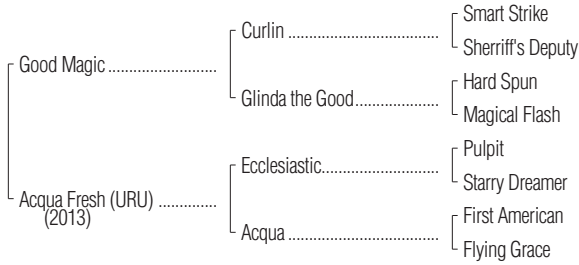 Smart Strike
Curlin
Sherriff's Deputy
Good Magic
Hard Spun
Glinda the Good
Magical Flash
Pulpit
Ecclesiastic
Starry Dreamer
Acqua Fresh (URU)
(2013)
First American
Acqua
Flying Grace